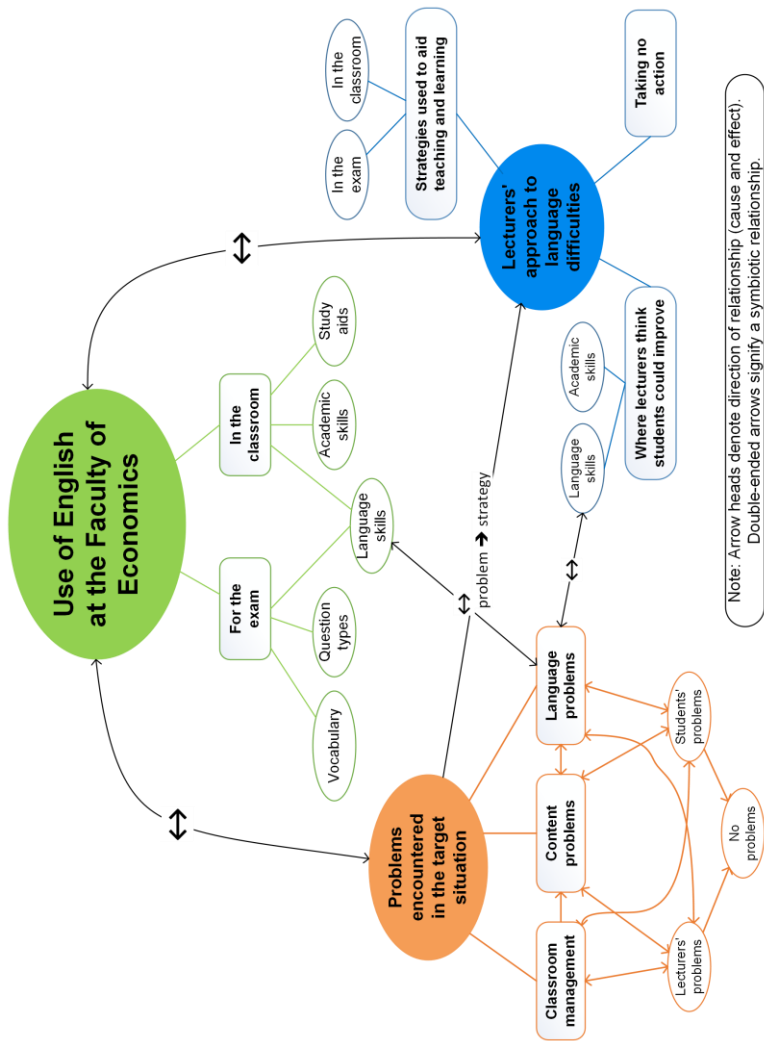 Use of English
at the Faculty of
Economics
For the
exam
In the
classroom
Vocabulary
Question
types
Language
skills
Academic
skills
Study
aids
Problems
encountered
in the target
situation
Classroom
management
Content
problems
Language
problems
Lecturers'
problems
Students'
problems
No
problems
problem ➔ strategy
Lecturers'
approach to
language
difficulties
In the
exam
In the
classroom
Strategies used to aid
teaching and learning
Language
skills
Academic
skills
Where lecturers think
students could improve
Taking no
action
Note: Arrow heads denote direction of relationship (cause and effect).
Double-ended arrows signify a symbiotic relationship.